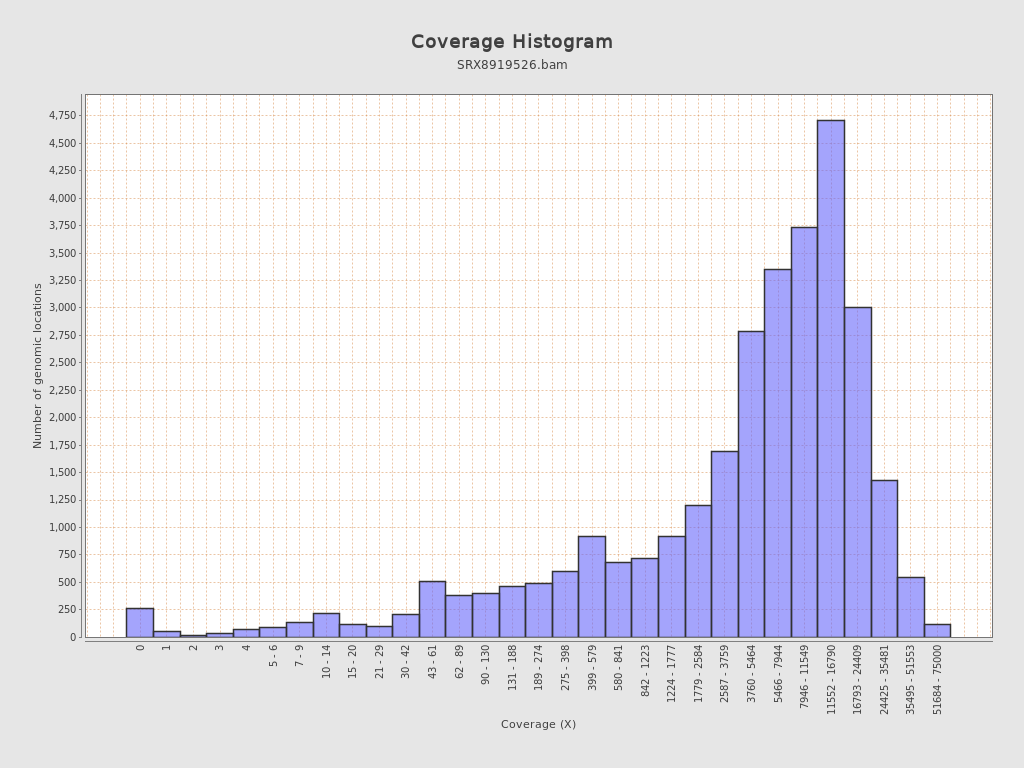 Coverage Histogram
SRX8919526.bam
Number of genomic locations
4,750
4,500
4,250
4,000
3,750
3,500
3,250
3,000
2,750
2,500
2,250
2,000
1,750
1,500
1,250
1,000
750
500
250
0
0
1
2
3
4
5 - 6
7 - 9
10 - 14
15 - 20
21 - 29
30 - 42
43 - 61
62 - 89
90 - 130
131 - 188
189 - 274
275 - 398
399 - 579
580 - 841
842 - 1223
1224 - 1777
1779 - 2584
2587 - 3759
3760 - 5464
5466 - 7944
7946 - 11549
11552 - 16790
16793 - 24409
24425 - 35481
35495 - 51553
51684 - 75000
Coverage (X)